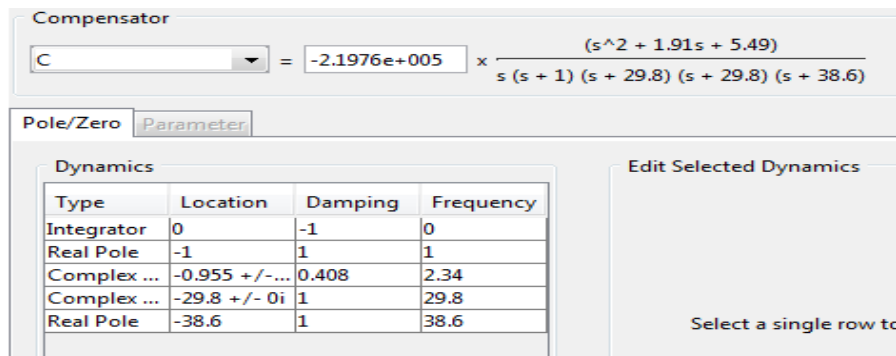 Compensator
C = -2.1976e+005 x (s^2 + 1.91s + 5.49)
s (s + 1) (s + 29.8) (s + 29.8) (s + 38.6)
Pole/Zero Parameter
Dynamics Edit Selected Dynamics
Type Location Damping Frequency
Integrator 0 -1 0
Real Pole -1 1 1
Complex ... -0.955 +/-... 0.408 2.34
Complex ... -29.8 +/- 0i 1 29.8
Real Pole -38.6 1 38.6
Select a single row to